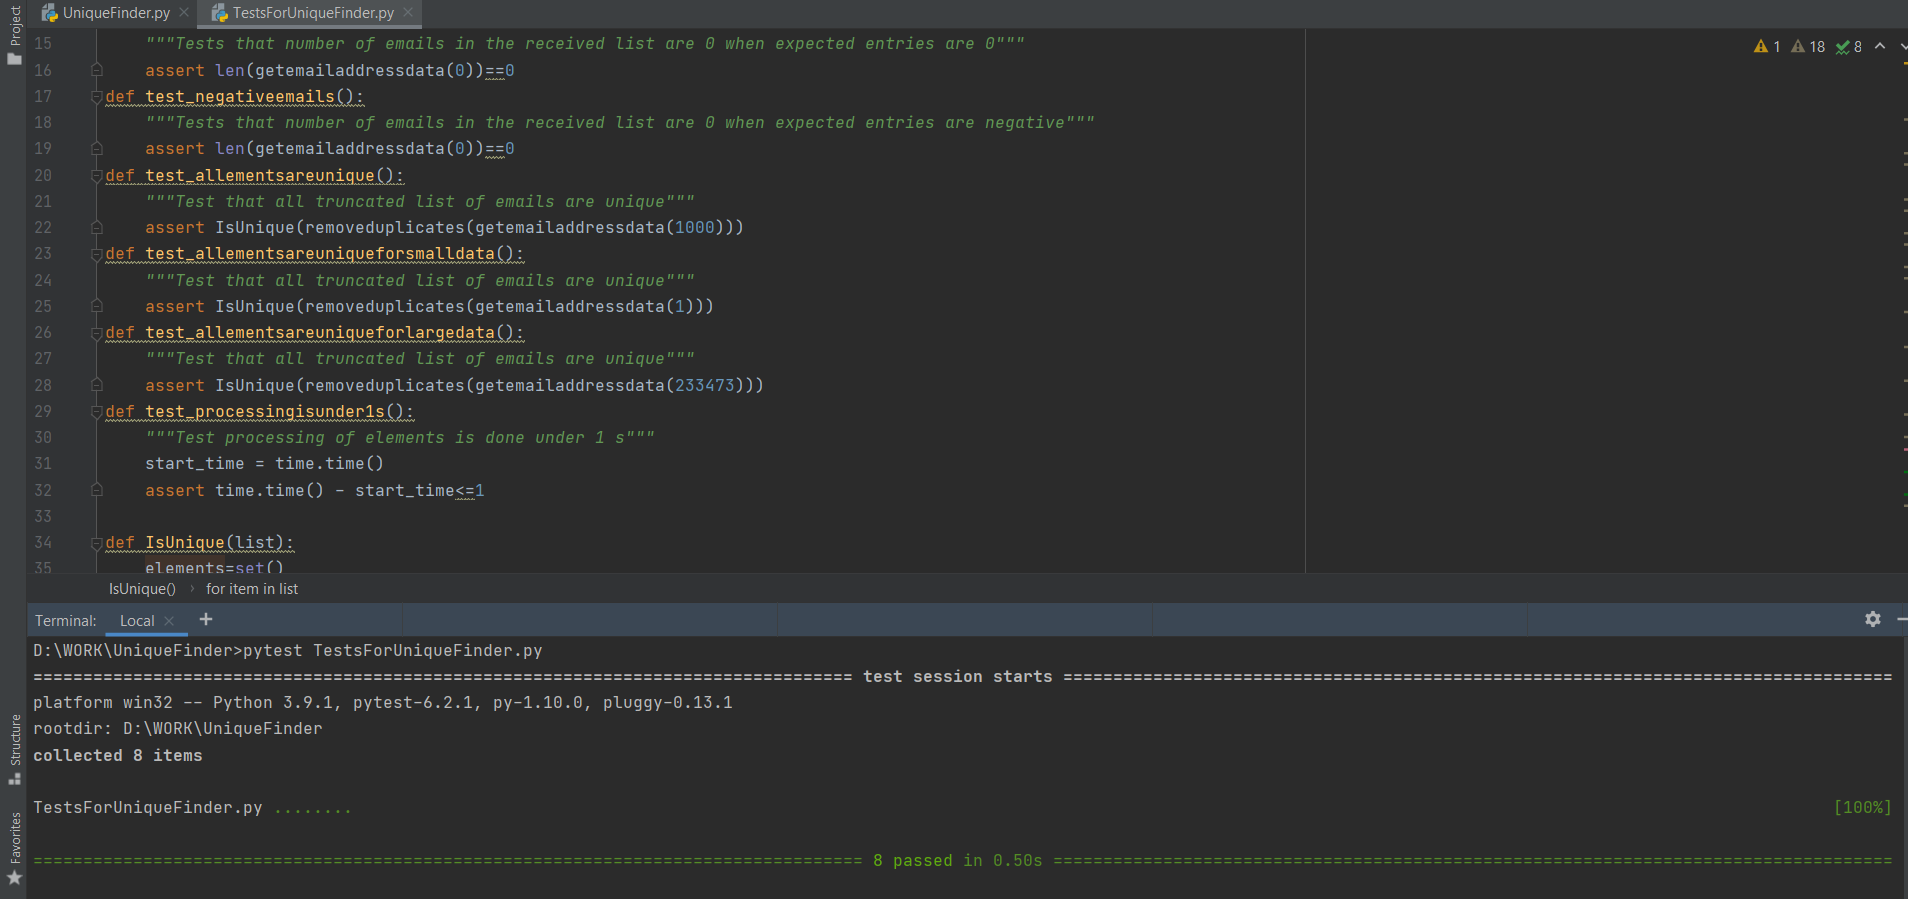 Project
UniqueFinder.py
TestsForUniqueFinder.py
1 18 8
15 """Tests that number of emails in the received list are 0 when expected entries are 0"""
16 assert len(getemailaddressdata(0))==0
17 def test_negativeemails():
18 """Tests that number of emails in the received list are 0 when expected entries are negative"""
19 assert len(getemailaddressdata(0))==0
20 def test_allementsareunique():
21 """Test that all truncated list of emails are unique"""
22 assert IsUnique(removeduplicates(getemailaddressdata(1000)))
23 def test_allementsareuniqueforsmalldata():
24 """Test that all truncated list of emails are unique"""
25 assert IsUnique(removeduplicates(getemailaddressdata(1)))
26 def test_allementsareuniqueforlargedata():
27 """Test that all truncated list of emails are unique"""
28 assert IsUnique(removeduplicates(getemailaddressdata(233473)))
29 def test_processingisunder1s():
30 """Test processing of elements is done under 1 s"""
31 start_time = time.time()
32 assert time.time() - start_time<=1
33
34 def IsUnique(list):
35 elements=set()
IsUnique() › for item in list
Terminal: Local × +
D:\WORK\UniqueFinder>pytest TestsForUniqueFinder.py
================================================================================== test session starts ===================================================================================
platform win32 -- Python 3.9.1, pytest-6.2.1, py-1.10.0, pluggy-0.13.1
rootdir: D:\WORK\UniqueFinder
collected 8 items
TestsForUniqueFinder.py ........ [100%]
=================================================================================== 8 passed in 0.50s ====================================================================================
Structure
Favorites